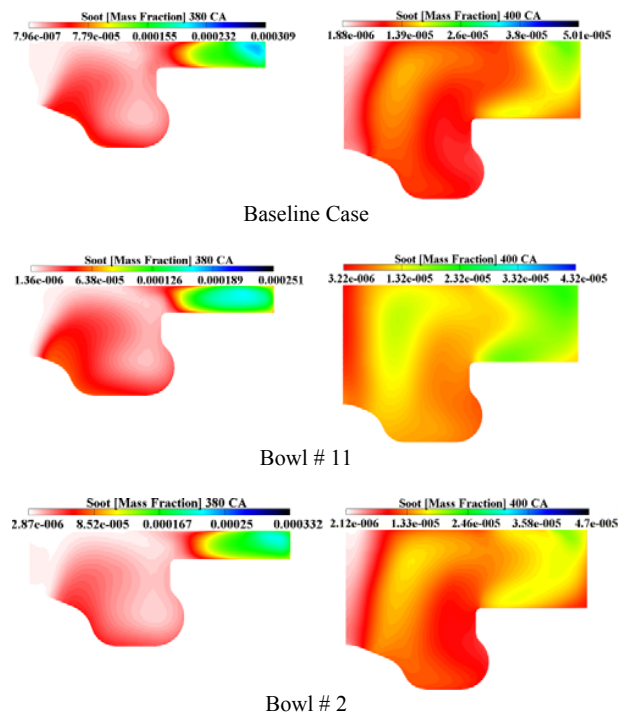 Soot [Mass Fraction] 380 CA
7.96e-007 7.79e-005 0.000155 0.000232 0.000309
Soot [Mass Fraction] 400 CA
1.88e-006 1.39e-005 2.6e-005 3.8e-005 5.01e-005
Baseline Case
Soot [Mass Fraction] 380 CA
1.36e-006 6.38e-005 0.000126 0.000189 0.000251
Soot [Mass Fraction] 400 CA
3.22e-006 1.32e-005 2.32e-005 3.32e-005 4.32e-005
Bowl # 11
Soot [Mass Fraction] 380 CA
2.87e-006 8.52e-005 0.000167 0.00025 0.000332
Soot [Mass Fraction] 400 CA
2.12e-006 1.33e-005 2.46e-005 3.58e-005 4.7e-005
Bowl # 2